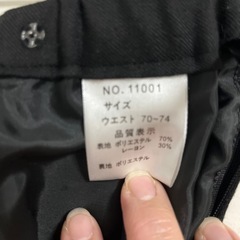 NO.11001
サイズ
ウエスト 70~74
品質表示
表地 ポリエステル 70%
レーヨン 30%
表地 ポリエステル